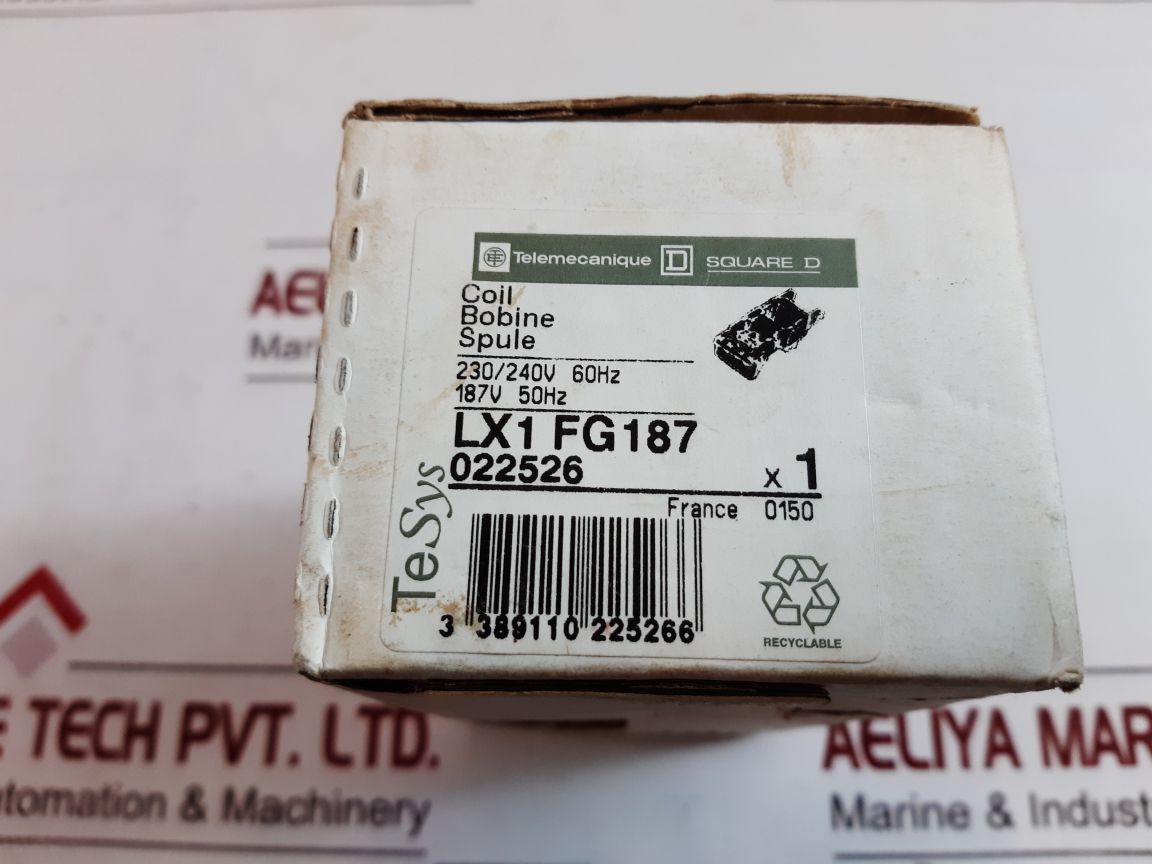 Telemecanique D SQUARE D
Coil
Bobine
Spule
230/240V 60Hz
187V 50Hz
LX1 FG187
022526 x 1
France 0150
TeSys
3 389110 225266
RECYCLABLE
E TECH PVT. LTD.
utomation & Machinery
AELIYA MAR
Marine & Indust